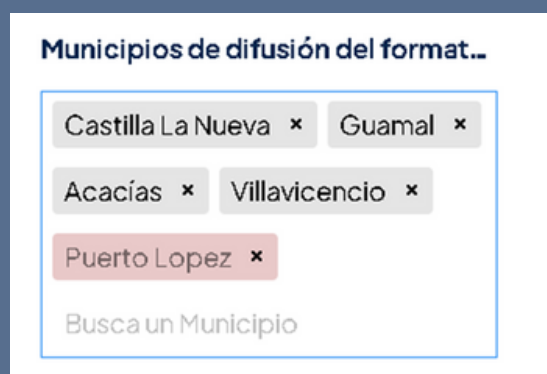 Municipios de difusión del format...
Castilla La Nueva × Guamal ×
Acacías × Villavicencio ×
Puerto Lopez ×
Busca un Municipio